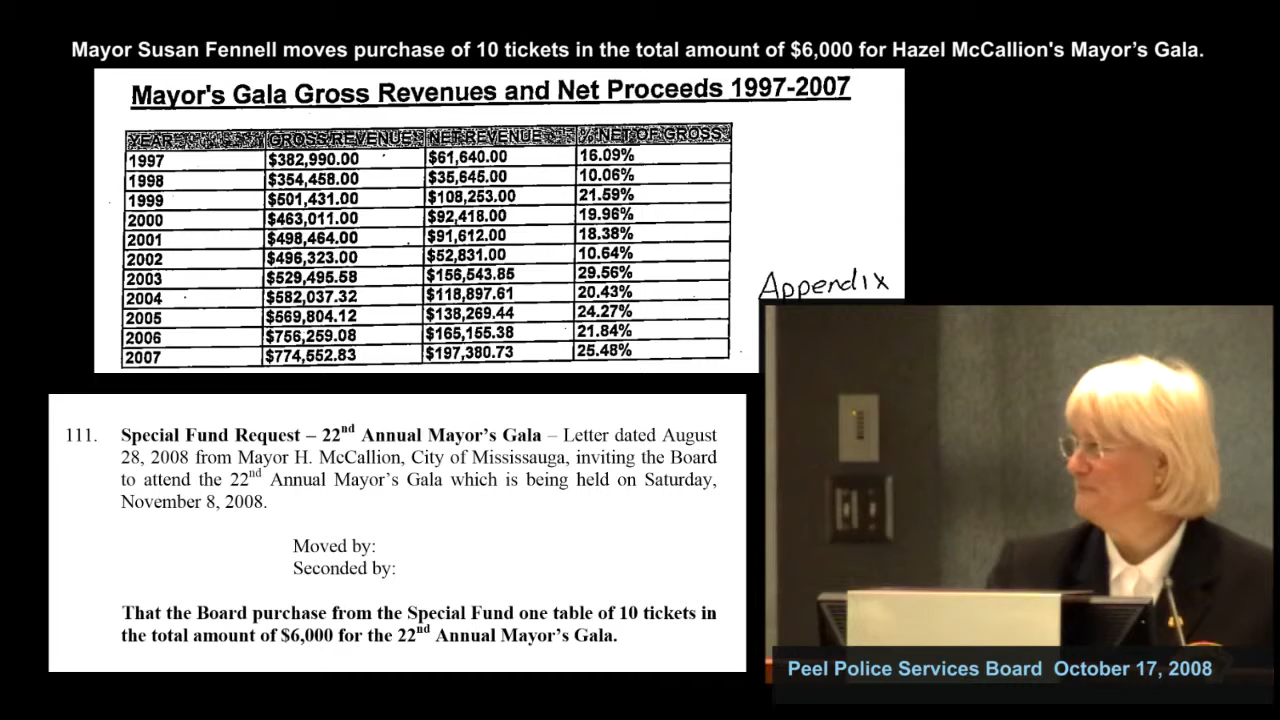 Mayor Susan Fennell moves purchase of 10 tickets in the total amount of $6,000 for Hazel McCallion's Mayor's Gala.
Mayor's Gala Gross Revenues and Net Proceeds 1997-2007
YEAR GROSS REVENUE NET REVENUE % NET OF GROSS
1997 $382,990.00 $61,640.00 16.09%
1998 $354,458.00 $35,645.00 10.06%
1999 $501,431.00 $108,253.00 21.59%
2000 $463,011.00 $92,418.00 19.96%
2001 $498,464.00 $91,612.00 18.38%
2002 $496,323.00 $52,831.00 10.64%
2003 $529,495.58 $156,543.85 29.56%
2004 $582,037.32 $118,897.61 20.43%
2005 $569,804.12 $138,269.44 24.27%
2006 $756,259.08 $165,155.38 21.84%
2007 $774,552.83 $197,380.73 25.48%
Appendix
111. Special Fund Request – 22nd Annual Mayor's Gala – Letter dated August
28, 2008 from Mayor H. McCallion, City of Mississauga, inviting the Board
to attend the 22nd Annual Mayor's Gala which is being held on Saturday,
November 8, 2008.
Moved by:
Seconded by:
That the Board purchase from the Special Fund one table of 10 tickets in
the total amount of $6,000 for the 22nd Annual Mayor's Gala.
Peel Police Services Board October 17, 2008